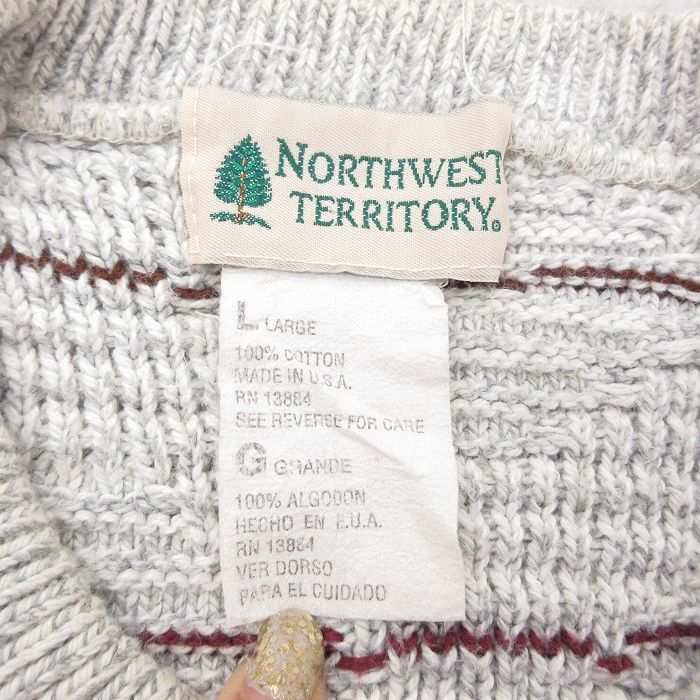 NORTHWEST
TERRITORY®
L LARGE
100% COTTON
MADE IN U.S.A.
RN 13884
SEE REVERSE FOR CARE
G GRANDE
100% ALGODON
HECHO EN E.U.A.
RN 13884
VER DORSO
PARA EL CUIDADO